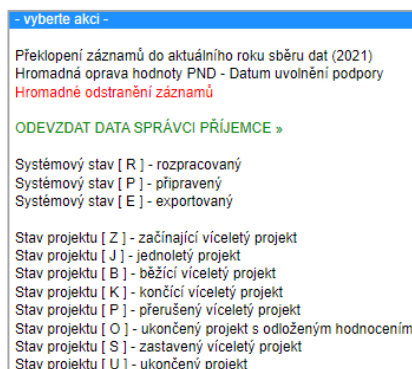 - vyberte akci -
Překlopení záznamů do aktuálního roku sběru dat (2021)
Hromadná oprava hodnoty PND - Datum uvolnění podpory
Hromadné odstranění záznamů
ODEVZDAT DATA SPRÁVCI PŘÍJEMCE »
Systémový stav [ R ] - rozpracovaný
Systémový stav [ P ] - připravený
Systémový stav [ E ] - exportovaný
Stav projektu [ Z ] - začínající víceletý projekt
Stav projektu [ J ] - jednoletý projekt
Stav projektu [ B ] - běžící víceletý projekt
Stav projektu [ K ] - končící víceletý projekt
Stav projektu [ P ] - přerušený víceletý projekt
Stav projektu [ O ] - ukončený projekt s odloženým hodnocením
Stav projektu [ S ] - zastavený víceletý projekt
Stav projektu [ U ] - ukončený projekt